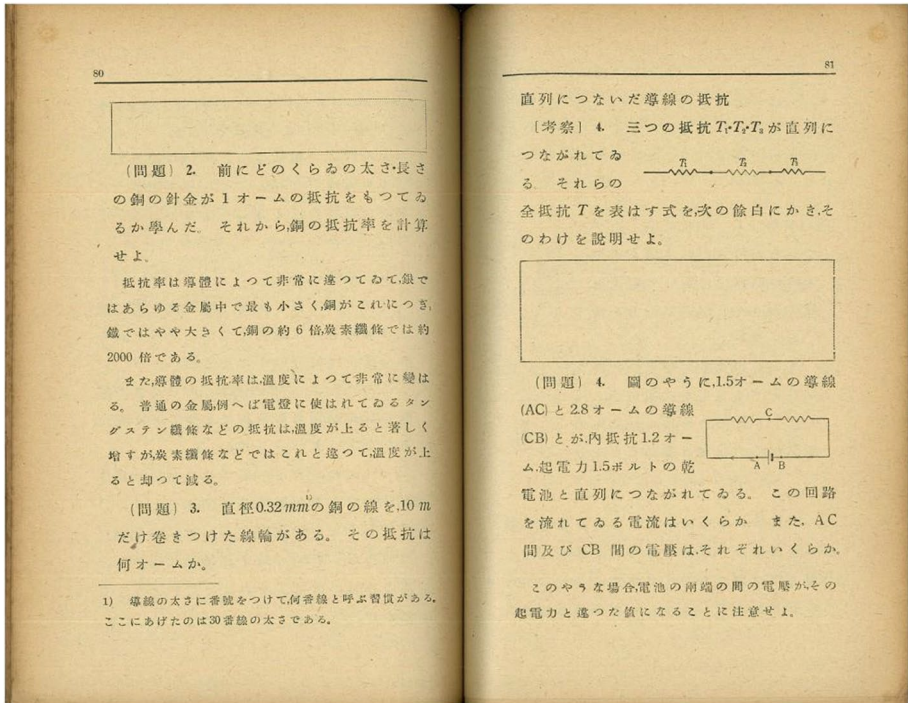 80
(問題) 2. 前にどのくらゐの太さ・長さ
の銅の針金が1オームの抵抗をもつてゐ
るか學んだ。それから,銅の抵抗率を計算
せよ。
抵抗率は導體によつて非常に違つてゐて,銀で
はあらゆる金屬中で最も小さく,銅がこれにつぎ,
鐵ではやや大きくて,銅の約6倍,炭素纖條では約
2000倍である。
また,導體の抵抗率は,溫度によつて非常に變は
る。普通の金屬,例へば電燈に使はれてゐるタン
グステン纖條などの抵抗は,溫度が上ると著しく
増すが,炭素纖條などではこれと違つて,溫度が上
ると却つて減る。
(問題) 3. 直徑0.32mm¹⁾の銅の線を,10m
だけ卷きつけた線輪がある。その抵抗は
何オームか。
1) 導線の太さに番號をつけて,何番線と呼ぶ習慣がある。
ここにあげたのは30番線の太さである。
81
直列につないだ導線の抵抗
〔考察〕 4. 三つの抵抗T₁・T₂・T₃が直列に
つながれてゐ
T₁ T₂ T₃
る。それらの
全抵抗Tを表はす式を,次の餘白にかき,そ
のわけを説明せよ。
(問題) 4. 圖のやうに,1.5オームの導線
(AC)と2.8オームの導線
(CB)とが,内抵抗1.2オー
ム,起電力1.5ボルトの乾
C
A B
電池と直列につながれてゐる。この回路
を流れてゐる電流はいくらか。また,AC
間及びCB間の電壓は,それぞれいくらか。
このやうな場合,電池の兩端の間の電壓が,その
起電力と違つた値になることに注意せよ。